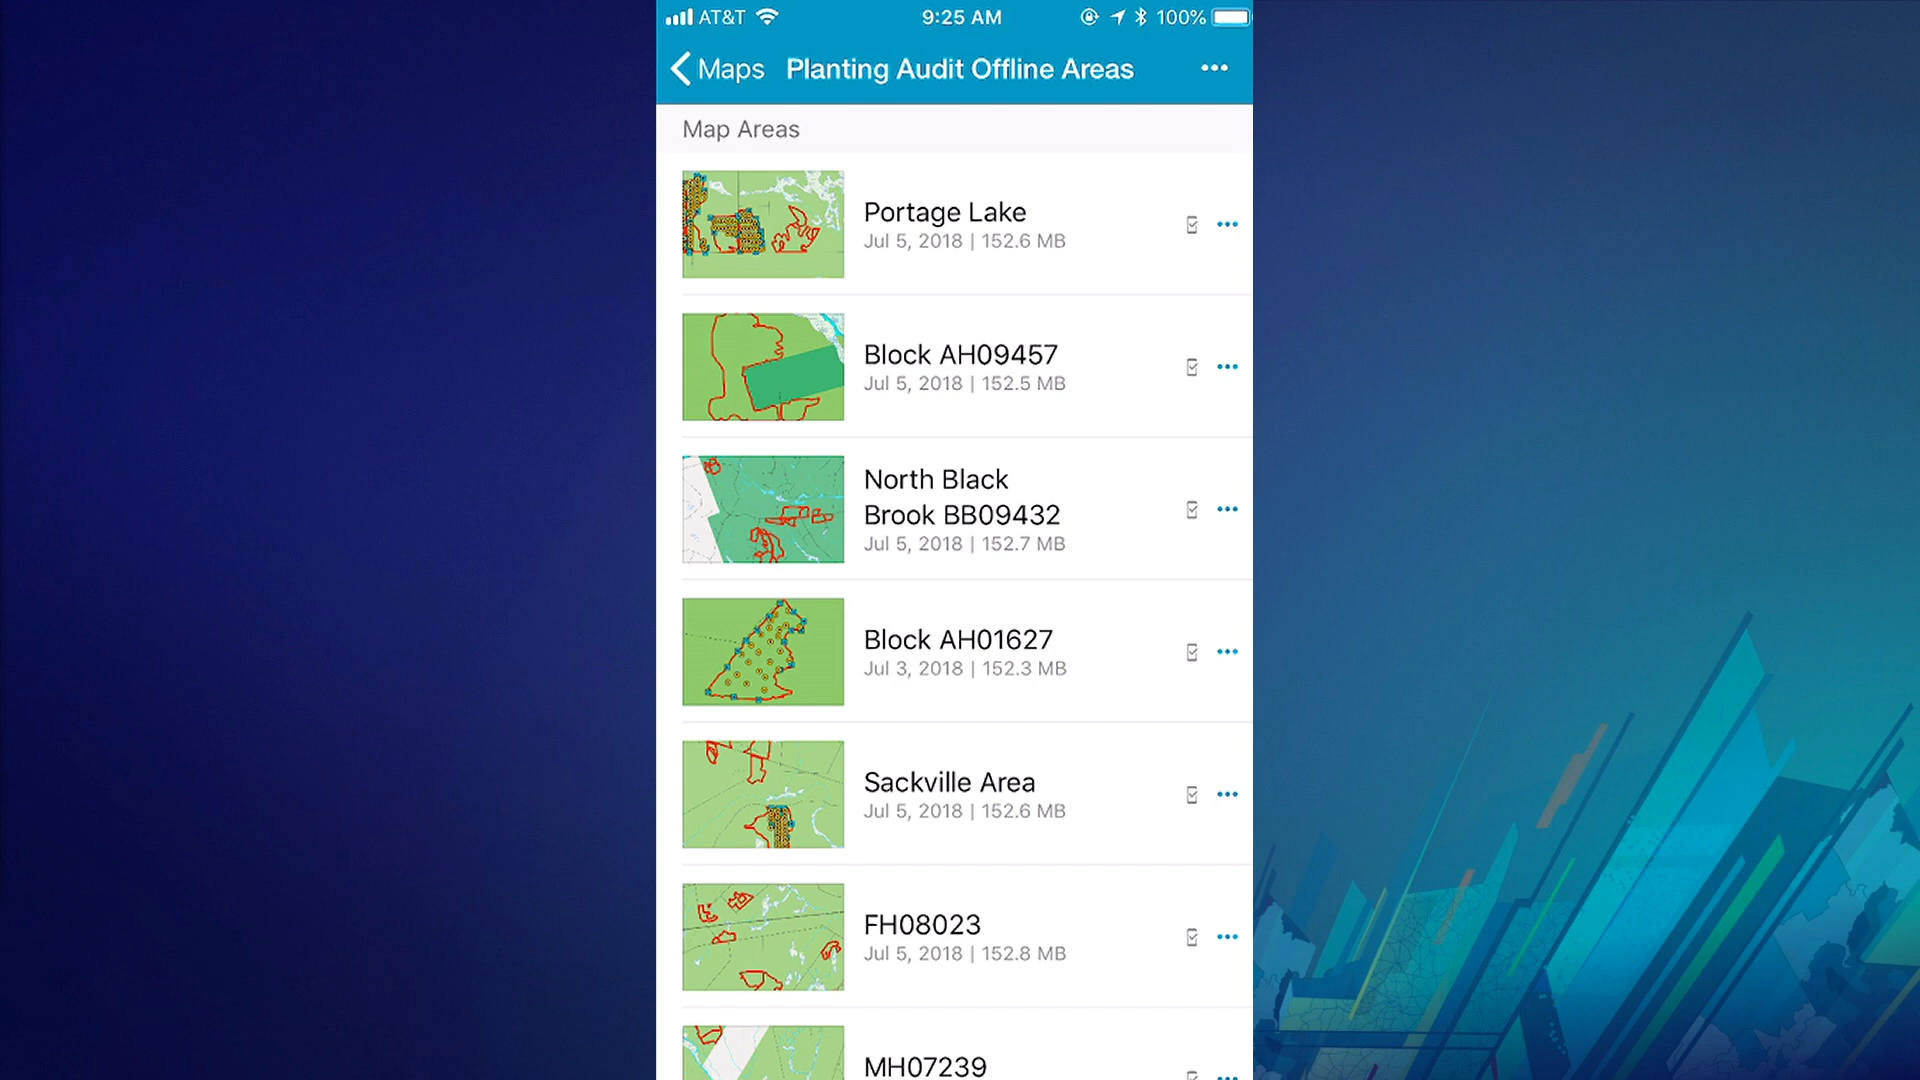 AT&T 9:25 AM 100%
Maps Planting Audit Offline Areas
Map Areas
Portage Lake
Jul 5, 2018 | 152.6 MB
Block AH09457
Jul 5, 2018 | 152.5 MB
North Black
Brook BB09432
Jul 5, 2018 | 152.7 MB
Block AH01627
Jul 3, 2018 | 152.3 MB
Sackville Area
Jul 5, 2018 | 152.6 MB
FH08023
Jul 5, 2018 | 152.8 MB
MH07239